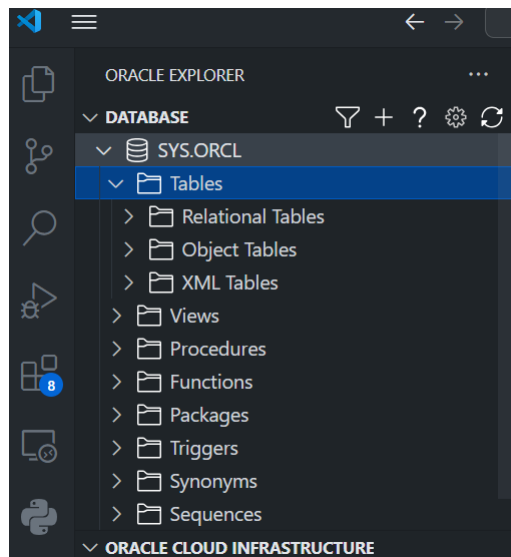 ORACLE EXPLORER
DATABASE
SYS.ORCL
Tables
Relational Tables
Object Tables
XML Tables
Views
Procedures
Functions
8
Packages
Triggers
Synonyms
Sequences
ORACLE CLOUD INFRASTRUCTURE